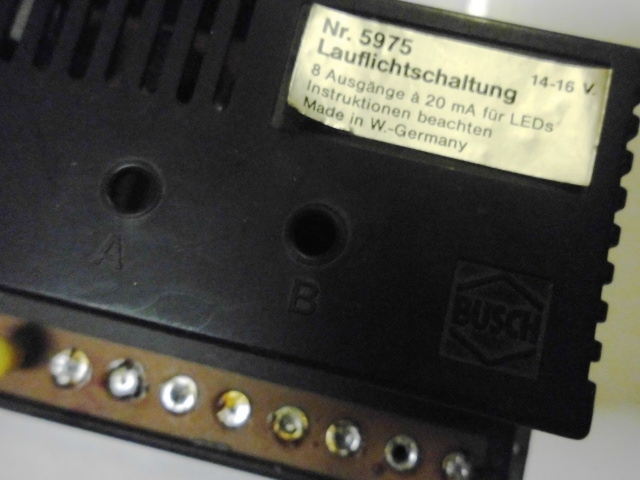 Nr. 5975
Lauflichtschaltung 14-16 V.
8 Ausgänge à 20 mA für LEDs
Instruktionen beachten
Made in W.-Germany
A
B
BUSCH